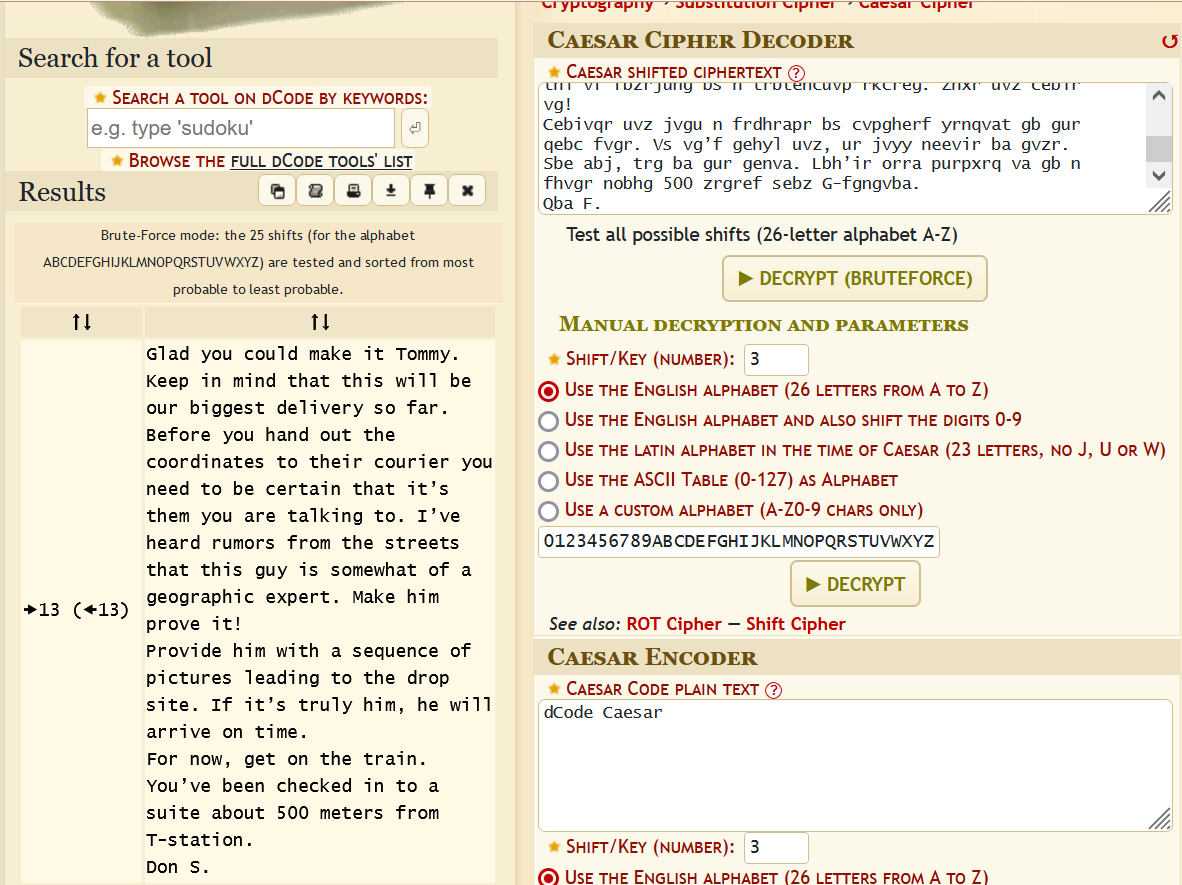 Cryptography › Substitution Cipher › Caesar Cipher
Search for a tool
★ SEARCH A TOOL ON DCODE BY KEYWORDS:
e.g. type 'sudoku'
★ BROWSE THE FULL DCODE TOOLS' LIST
Results
Brute-Force mode: the 25 shifts (for the alphabet
ABCDEFGHIJKLMNOPQRSTUVWXYZ) are tested and sorted from most
probable to least probable.
↑↓ ↑↓
Glad you could make it Tommy.
Keep in mind that this will be
our biggest delivery so far.
Before you hand out the
coordinates to their courier you
need to be certain that it’s
them you are talking to. I’ve
heard rumors from the streets
that this guy is somewhat of a
geographic expert. Make him
→13 (←13)
prove it!
Provide him with a sequence of
pictures leading to the drop
site. If it’s truly him, he will
arrive on time.
For now, get on the train.
You’ve been checked in to a
suite about 500 meters from
T-station.
Don S.
CAESAR CIPHER DECODER
★ CAESAR SHIFTED CIPHERTEXT ?
vg!
Cebivqr uvz jvgu n frdhrapr bs cvpgherf yrnqvat gb gur
qebc fvgr. Vs vg’f gehyl uvz, ur jvyy neevir ba gvzr.
Sbe abj, trg ba gur genva. Lbh’ir orra purpxrq va gb n
fhvgr nobhg 500 zrgref sebz G-fgngvba.
Qba F.
Test all possible shifts (26-letter alphabet A-Z)
▶ DECRYPT (BRUTEFORCE)
MANUAL DECRYPTION AND PARAMETERS
★ SHIFT/KEY (NUMBER): 3
USE THE ENGLISH ALPHABET (26 LETTERS FROM A TO Z)
USE THE ENGLISH ALPHABET AND ALSO SHIFT THE DIGITS 0-9
USE THE LATIN ALPHABET IN THE TIME OF CAESAR (23 LETTERS, NO J, U OR W)
USE THE ASCII TABLE (0-127) AS ALPHABET
USE A CUSTOM ALPHABET (A-Z0-9 CHARS ONLY)
0123456789ABCDEFGHIJKLMNOPQRSTUVWXYZ
▶ DECRYPT
See also: ROT Cipher — Shift Cipher
CAESAR ENCODER
★ CAESAR CODE PLAIN TEXT ?
dCode Caesar
★ SHIFT/KEY (NUMBER): 3
USE THE ENGLISH ALPHABET (26 LETTERS FROM A TO Z)